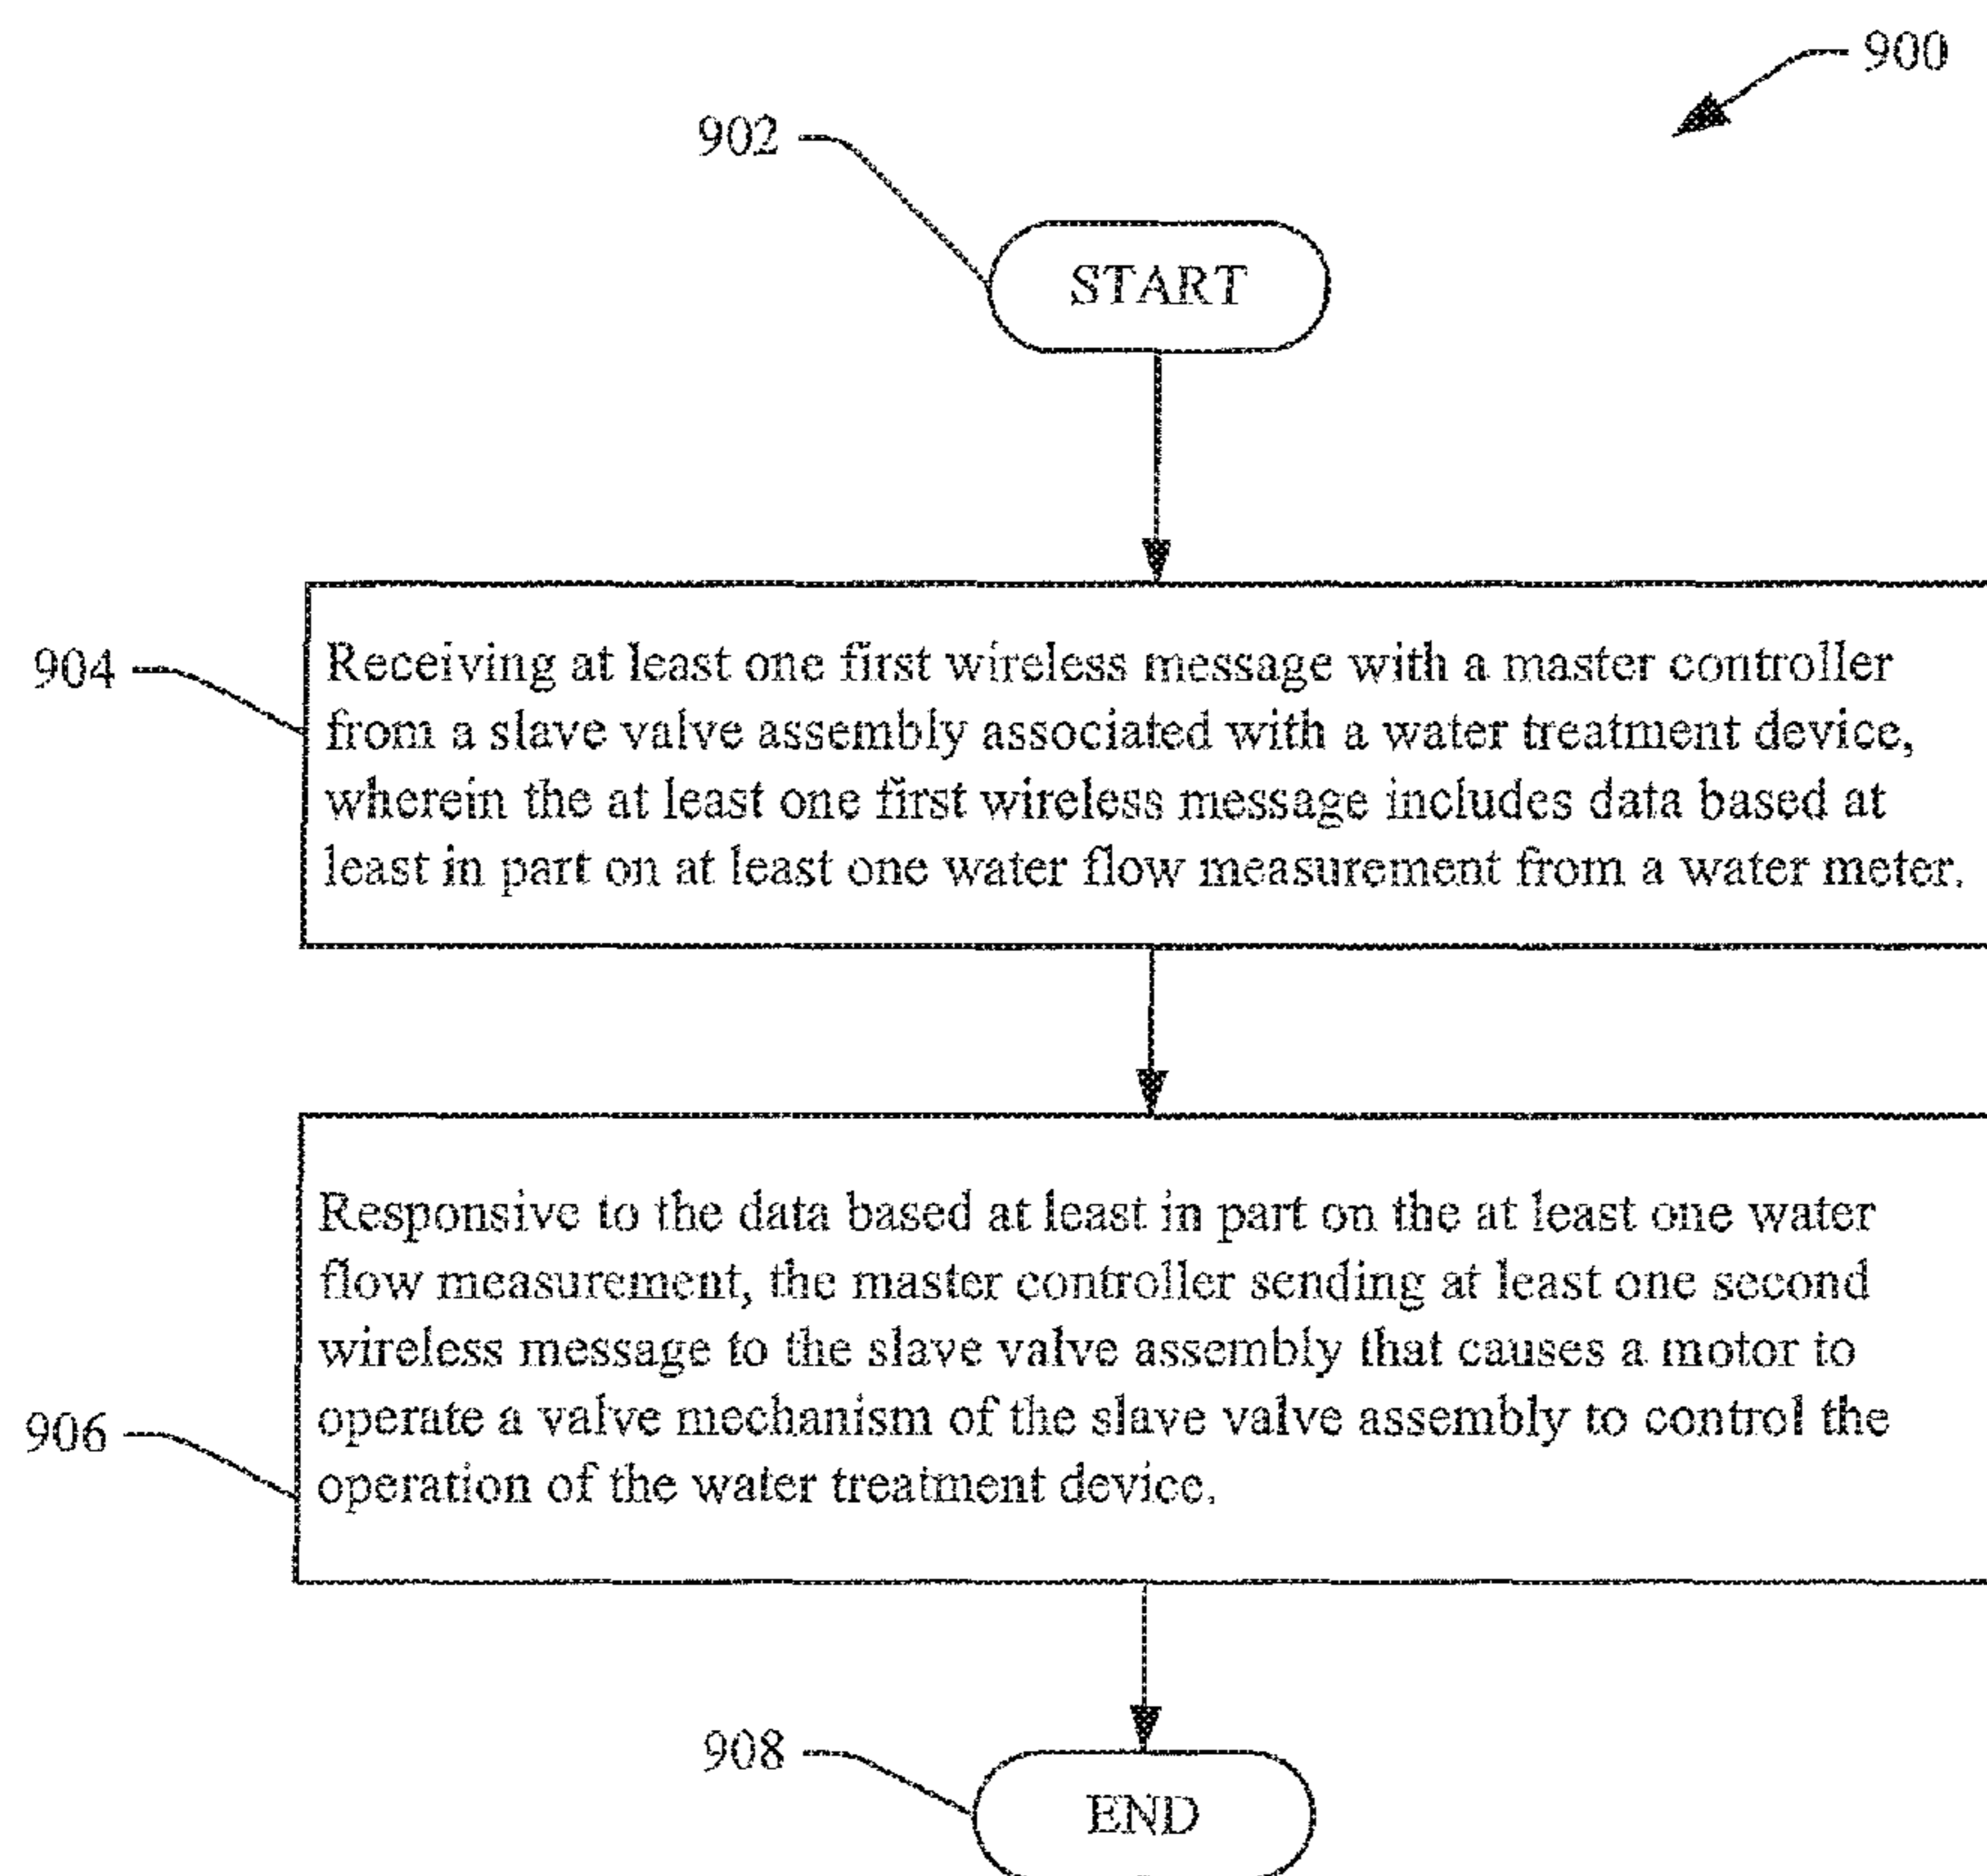 900
902
START
904
Receiving at least one first wireless message with a master controller
from a slave valve assembly associated with a water treatment device,
wherein the at least one first wireless message includes data based at
least in part on at least one water flow measurement from a water meter.
Responsive to the data based at least in part on the at least one water
flow measurement, the master controller sending at least one second
wireless message to the slave valve assembly that causes a motor to
operate a valve mechanism of the slave valve assembly to control the
operation of the water treatment device.
906
908
END